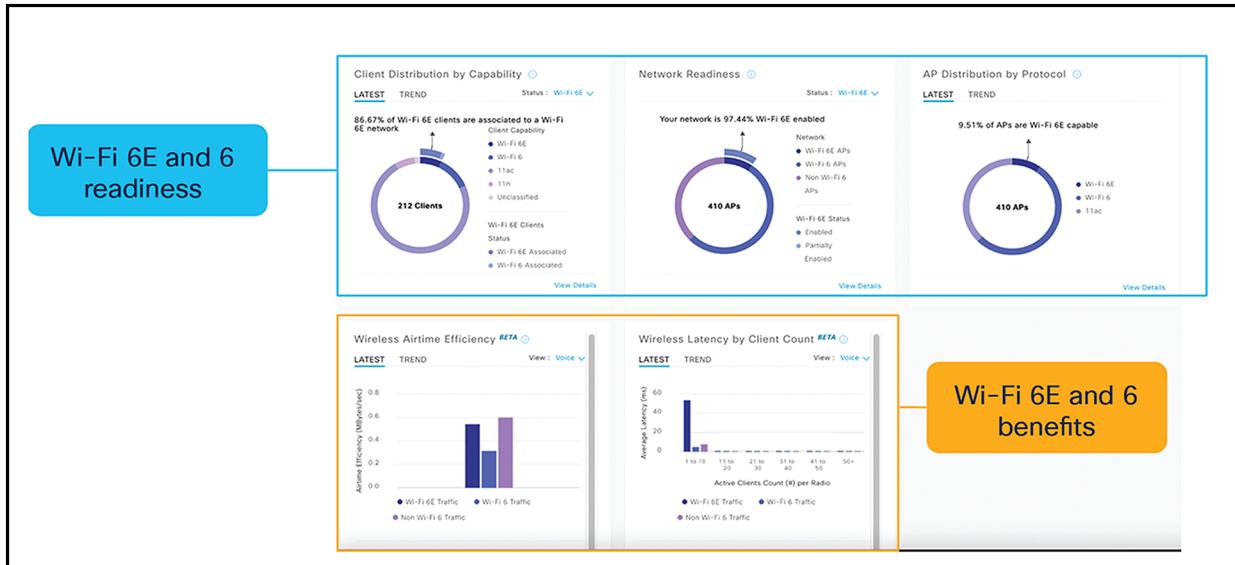 Wi-Fi 6E and 6
readiness
Client Distribution by Capability
LATEST TREND Status : Wi-Fi 6E
86.67% of Wi-Fi 6E clients are associated to a Wi-Fi
6E network
Client Capability
Wi-Fi 6E
Wi-Fi 6
11ac
11n
Unclassified
212 Clients
Wi-Fi 6E Clients
Status
Wi-Fi 6E Associated
Wi-Fi 6 Associated
View Details
Network Readiness
LATEST TREND Status : Wi-Fi 6E
Your network is 97.44% Wi-Fi 6E enabled
Network
Wi-Fi 6E APs
Wi-Fi 6 APs
Non Wi-Fi 6
APs
410 APs
Wi-Fi 6E Status
Enabled
Partially
Enabled
View Details
AP Distribution by Protocol
LATEST TREND
9.51% of APs are Wi-Fi 6E capable
410 APs
Wi-Fi 6E
Wi-Fi 6
11ac
View Details
Wireless Airtime Efficiency BETA
LATEST TREND View : Voice
Airtime Efficiency (MBytes/sec)
0.8
0.6
0.4
0.2
0.0
Wi-Fi 6E Traffic Wi-Fi 6 Traffic
Non Wi-Fi 6 Traffic
Wireless Latency by Client Count BETA
LATEST TREND View : Voice
Average Latency (ms)
60
40
20
0
1 to 10 11 to 20 21 to 30 31 to 40 41 to 50 50+
Active Clients Count (#) per Radio
Wi-Fi 6E Traffic Wi-Fi 6 Traffic
Non Wi-Fi 6 Traffic
Wi-Fi 6E and 6
benefits